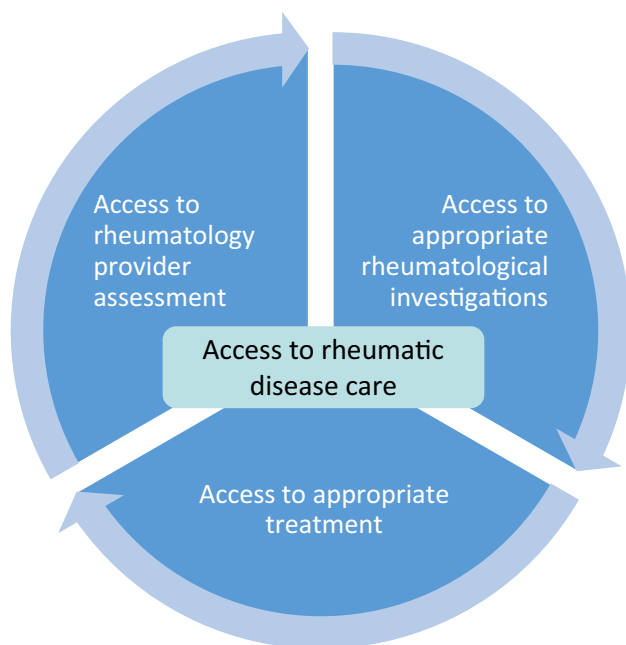 Access to
rheumatology
provider
assessment
Access to
appropriate
rheumatological
investigations
Access to rheumatic
disease care
Access to appropriate
treatment